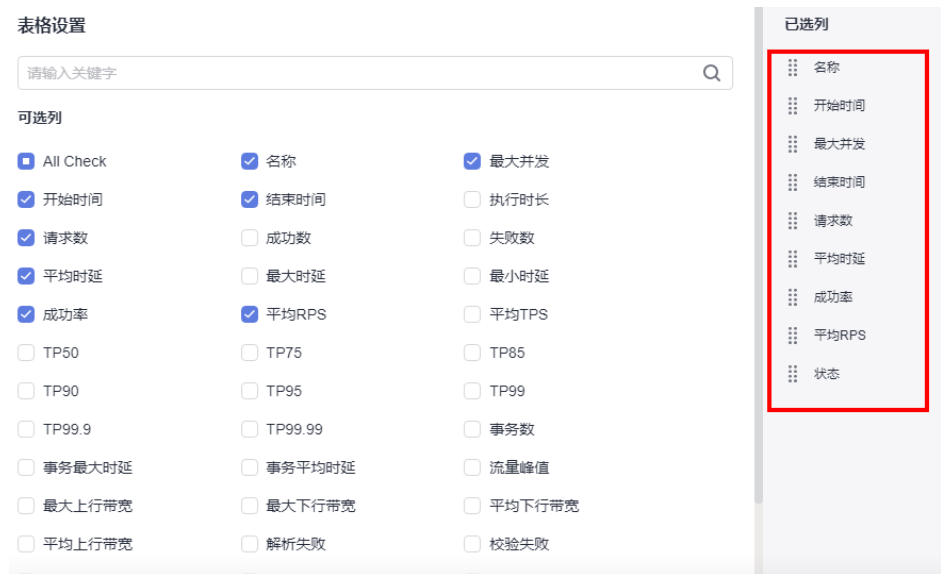 表格设置
请输入关键字
可选列
All Check 名称 最大并发
开始时间 结束时间 执行时长
请求数 成功数 失败数
平均时延 最大时延 最小时延
成功率 平均RPS 平均TPS
TP50 TP75 TP85
TP90 TP95 TP99
TP99.9 TP99.99 事务数
事务最大时延 事务平均时延 流量峰值
最大上行带宽 最大下行带宽 平均下行带宽
平均上行带宽 解析失败 校验失败
已选列
名称
开始时间
最大并发
结束时间
请求数
平均时延
成功率
平均RPS
状态